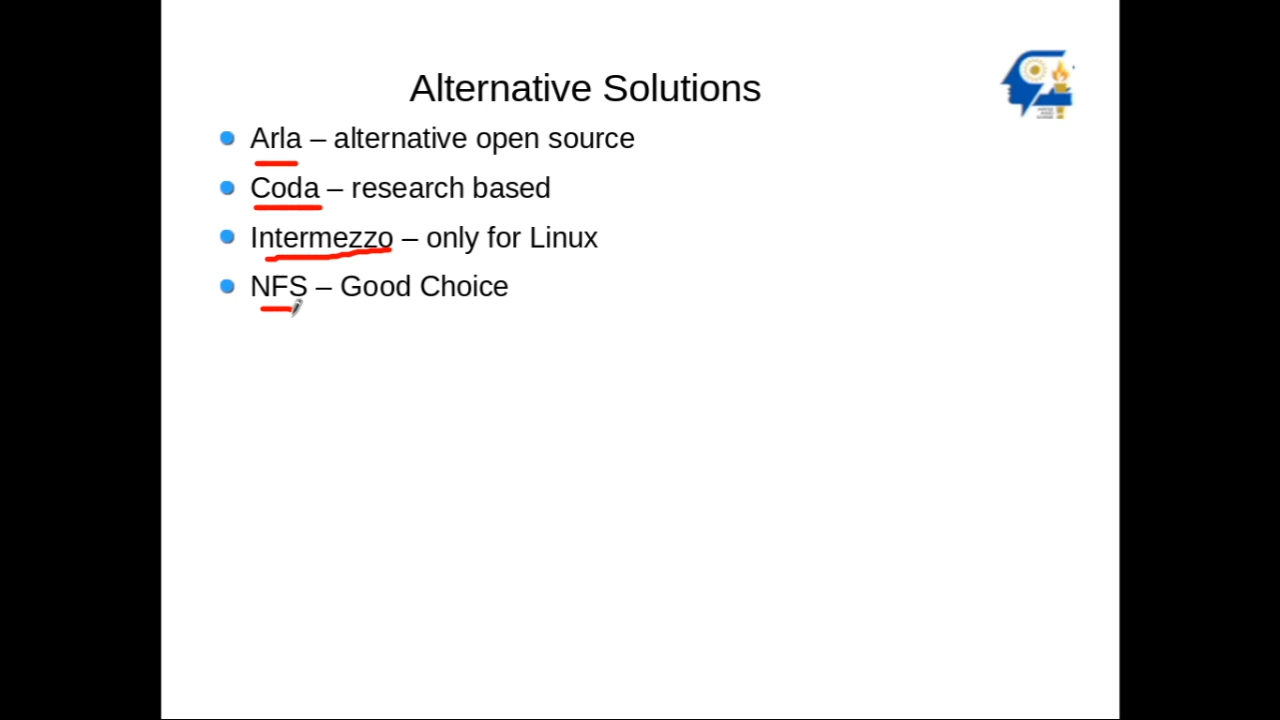 Alternative Solutions
Arla – alternative open source
Coda – research based
Intermezzo – only for Linux
NFS – Good Choice